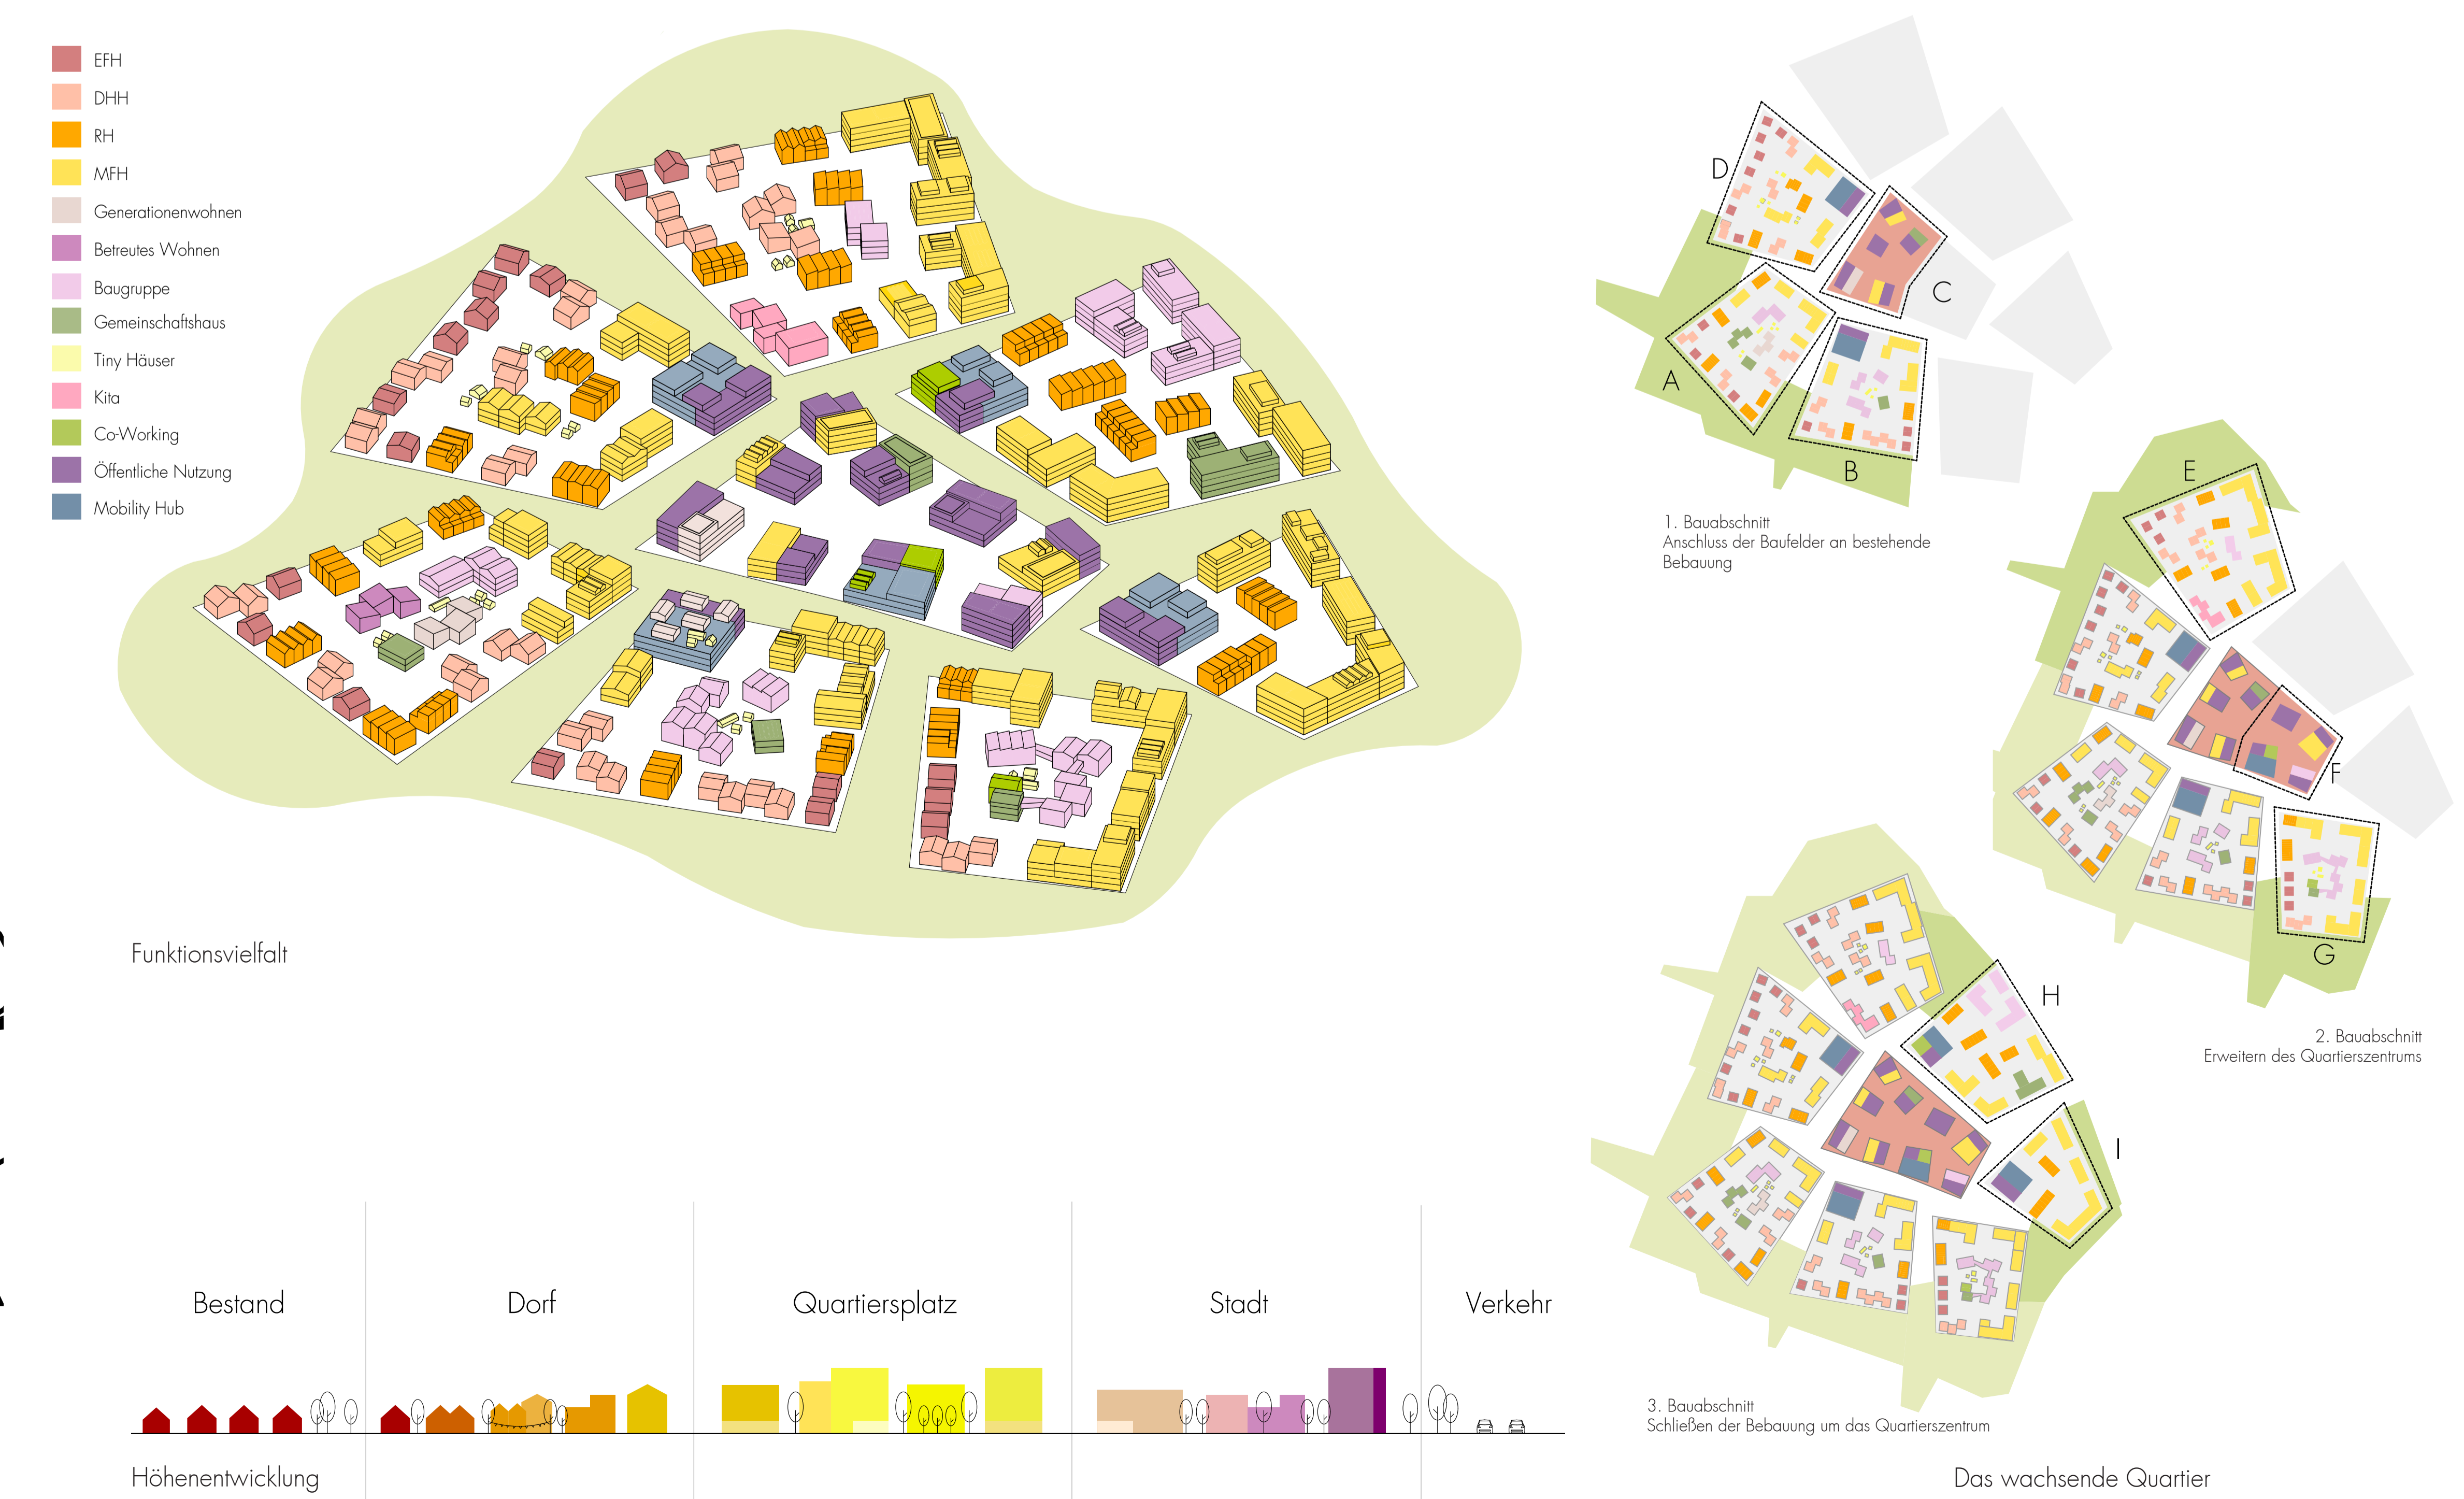 EFH
DHH
RH
MFH
Generationenwohnen
Betreutes Wohnen
Baugruppe
Gemeinschaftshaus
Tiny Häuser
Kita
Co-Working
Öffentliche Nutzung
Mobility Hub
Funktionsvielfalt
D
C
A
B
1. Bauabschnitt
Anschluss der Baufelder an bestehende
Bebauung
E
F
G
2. Bauabschnitt
Erweitern des Quartierszentrums
H
I
3. Bauabschnitt
Schließen der Bebauung um das Quartierszentrum
Das wachsende Quartier
Bestand
Dorf
Quartiersplatz
Stadt
Verkehr
Höhenentwicklung